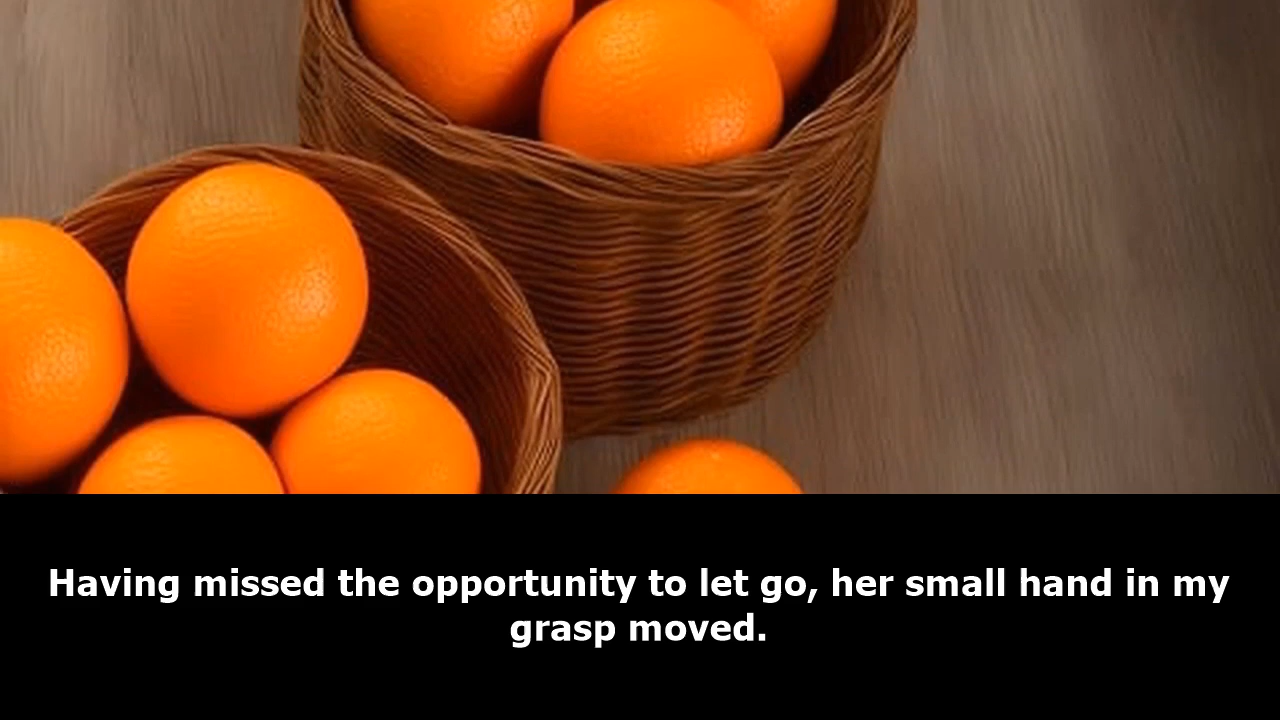 Having missed the opportunity to let go, her small hand in my
grasp moved.